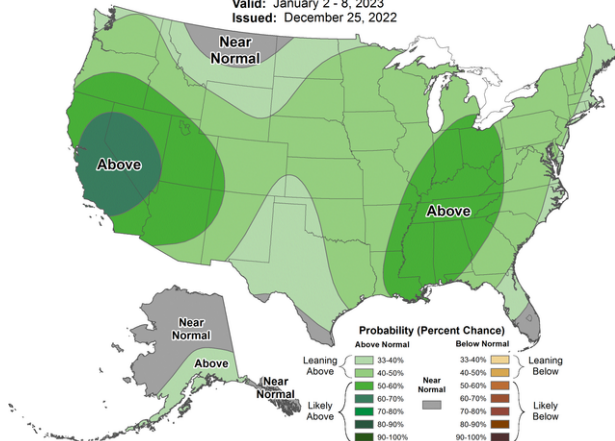 Valid: January 2 - 8, 2023
Issued: December 25, 2022
Near
Normal
Above
Above
Near
Normal
Above
Near
Normal
Probability (Percent Chance)
Above Normal
Below Normal
Leaning
Above
33-40%
40-50%
Likely
Above
50-60%
60-70%
70-80%
80-90%
90-100%
Near
Normal
33-40%
40-50%
Leaning
Below
50-60%
60-70%
70-80%
80-90%
90-100%
Likely
Below